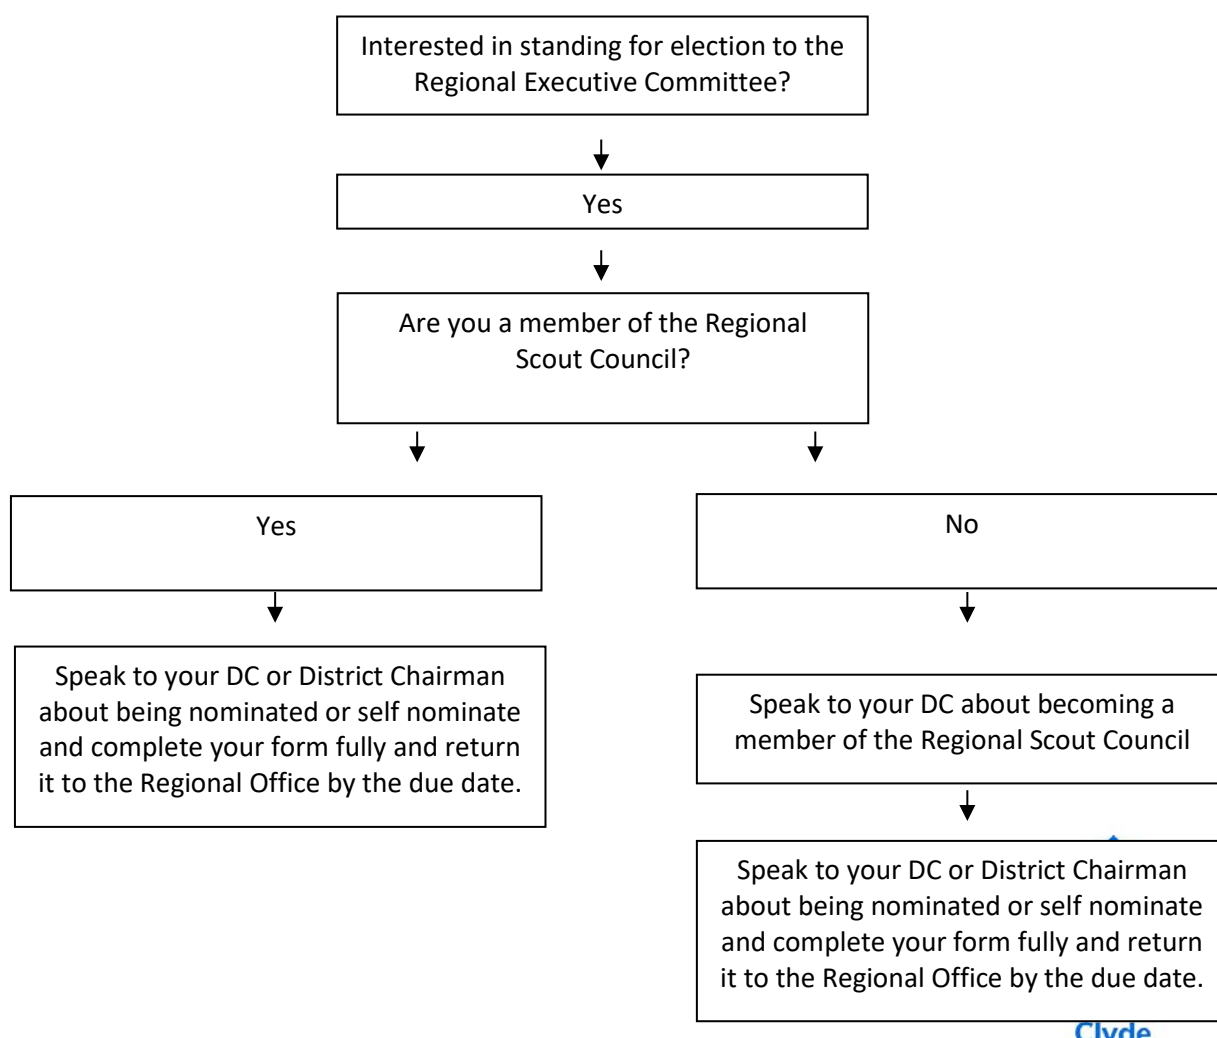 Interested in standing for election to the
Regional Executive Committee?
Yes
Are you a member of the Regional
Scout Council?
Yes
No
Speak to your DC or District Chairman
about being nominated or self nominate
and complete your form fully and return
it to the Regional Office by the due date.
Speak to your DC about becoming a
member of the Regional Scout Council
Speak to your DC or District Chairman
about being nominated or self nominate
and complete your form fully and return
it to the Regional Office by the due date.
Clyde